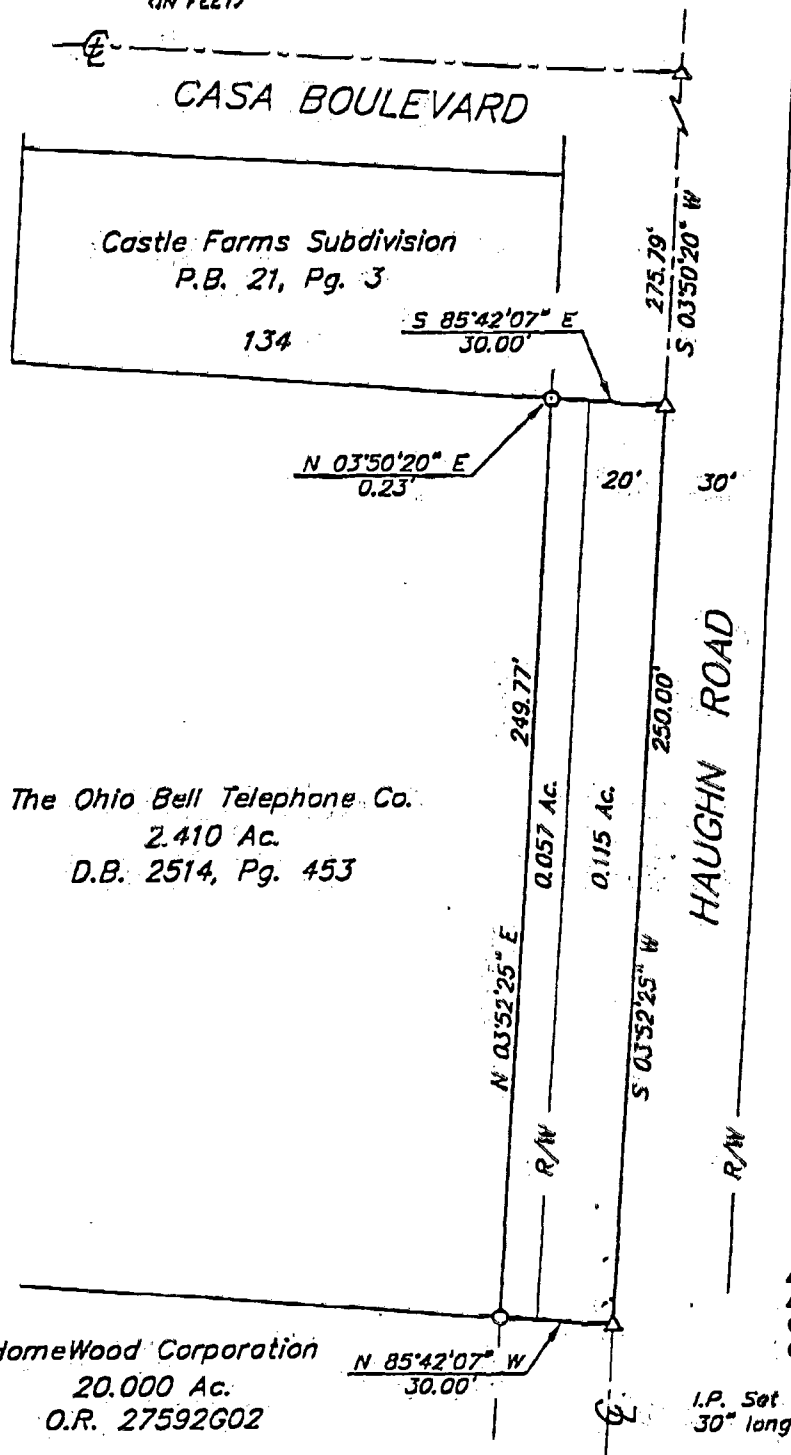 (IN FEET)
CASA BOULEVARD
Castle Farms Subdivision
P.B. 21, Pg. 3
134
S 85°42'07" E
30.00'
275.79'
S 03°50'20" W
N 03°50'20" E
0.23'
20'
30'
249.77'
N 03°52'25" E
0.057 Ac.
0.115 Ac.
250.00'
S 03°52'25" W
HAUGHN ROAD
The Ohio Bell Telephone Co.
2.410 Ac.
D.B. 2514, Pg. 453
R/W
R/W
HomeWood Corporation
20.000 Ac.
O.R. 27592G02
N 85°42'07" W
30.00'
I.P. Set
30" long